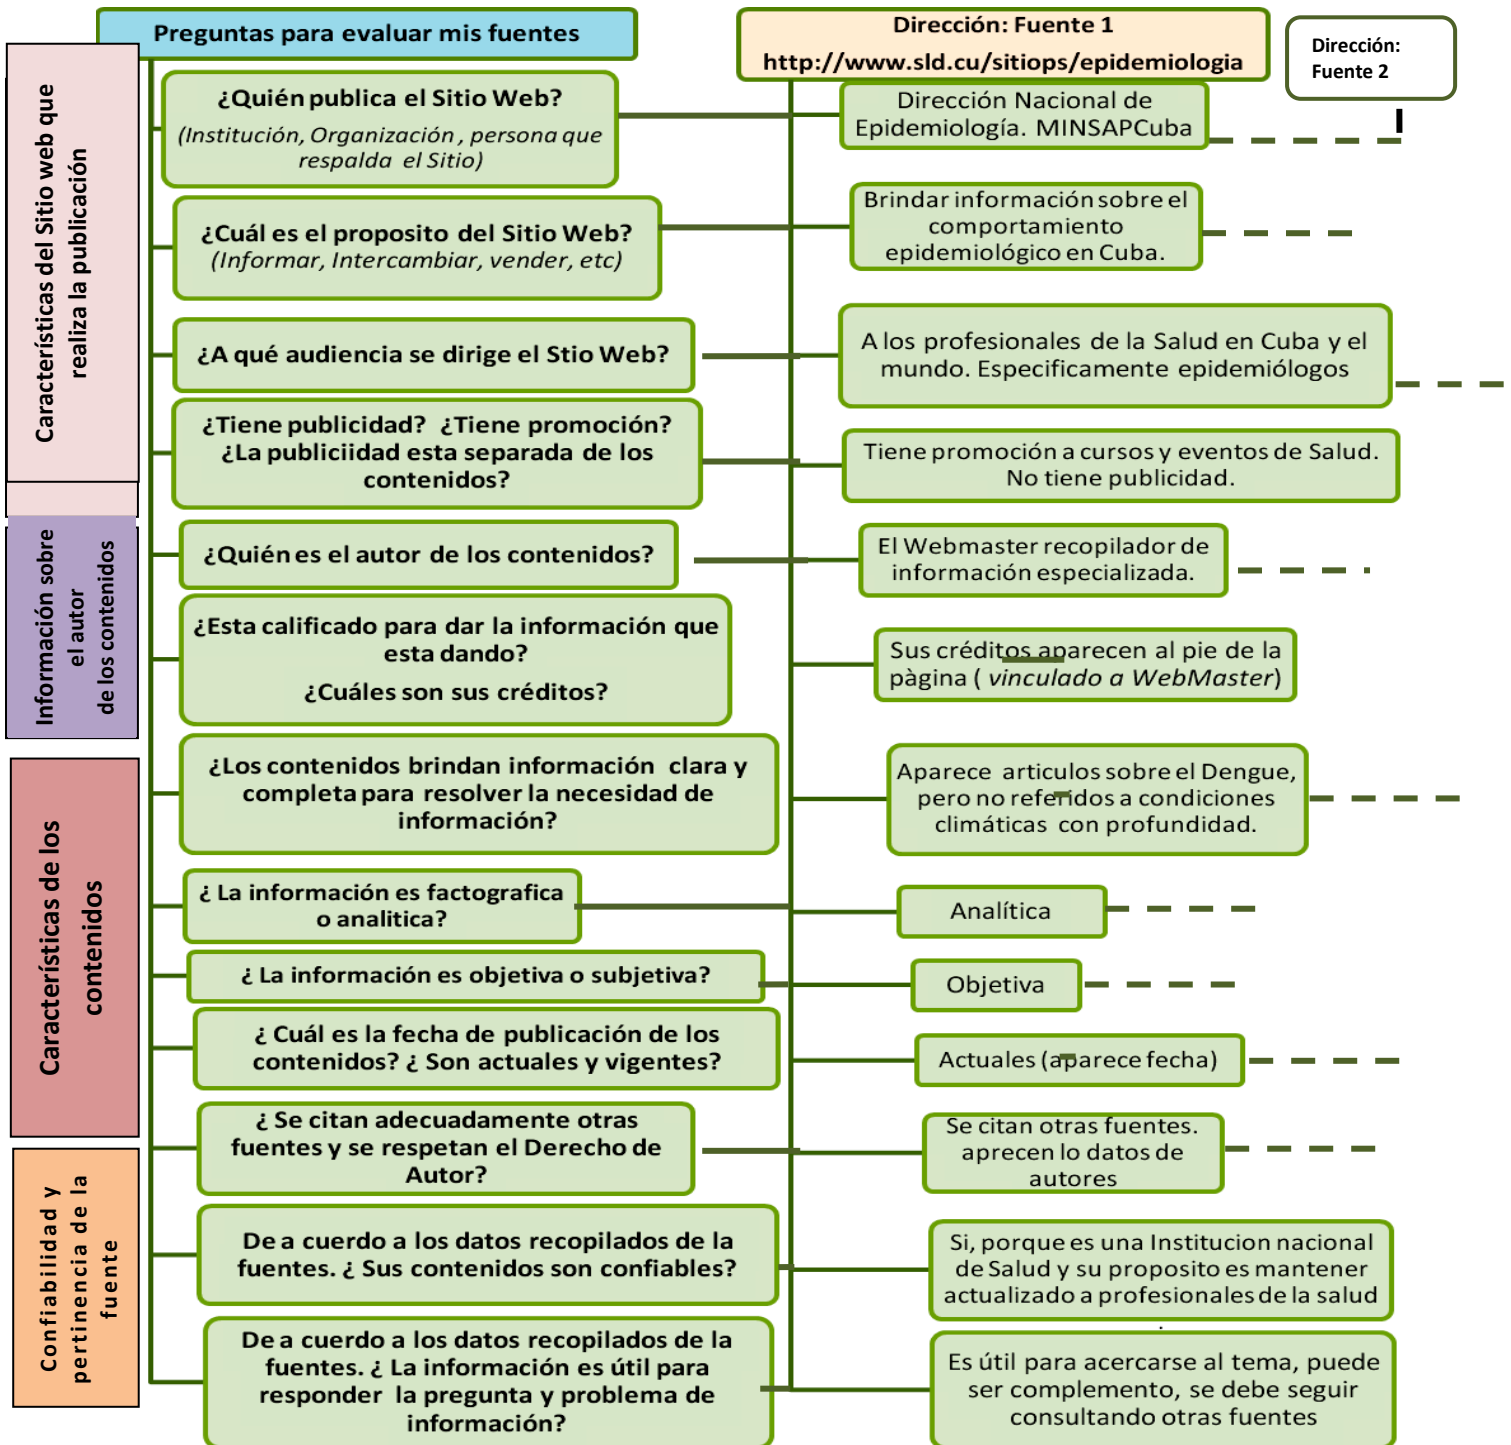 Preguntas para evaluar mis fuentes
Dirección: Fuente 1
http://www.sld.cu/sitiops/epidemiologia
Dirección:
Fuente 2
Características del Sitio web que
realiza la publicación
¿Quién publica el Sitio Web?
(Institución, Organización , persona que
respalda el Sitio)
Dirección Nacional de
Epidemiología. MINSAPCuba
¿Cuál es el proposito del Sitio Web?
(Informar, Intercambiar, vender, etc)
Brindar información sobre el
comportamiento
epidemiológico en Cuba.
¿A qué audiencia se dirige el Stio Web?
A los profesionales de la Salud en Cuba y el
mundo. Especificamente epidemiólogos
¿Tiene publicidad? ¿Tiene promoción?
¿La publiciidad esta separada de los
contenidos?
Tiene promoción a cursos y eventos de Salud.
No tiene publicidad.
Información sobre
el autor
de los contenidos
¿Quién es el autor de los contenidos?
El Webmaster recopilador de
información especializada.
¿Esta calificado para dar la información que
esta dando?
¿Cuáles son sus créditos?
Sus créditos aparecen al pie de la
pàgina ( vinculado a WebMaster)
Características de los
contenidos
¿Los contenidos brindan información clara y
completa para resolver la necesidad de
información?
Aparece articulos sobre el Dengue,
pero no referidos a condiciones
climáticas con profundidad.
¿ La información es factografica
o analitica?
Analítica
¿ La información es objetiva o subjetiva?
Objetiva
¿ Cuál es la fecha de publicación de los
contenidos? ¿ Son actuales y vigentes?
Actuales (aparece fecha)
¿ Se citan adecuadamente otras
fuentes y se respetan el Derecho de
Autor?
Se citan otras fuentes.
aprecen lo datos de
autores
Confiabilidad y
pertinencia de la
fuente
De a cuerdo a los datos recopilados de la
fuentes. ¿ Sus contenidos son confiables?
Si, porque es una Institucion nacional
de Salud y su proposito es mantener
actualizado a profesionales de la salud
.
De a cuerdo a los datos recopilados de la
fuentes. ¿ La información es útil para
responder la pregunta y problema de
información?
Es útil para acercarse al tema, puede
ser complemento, se debe seguir
consultando otras fuentes